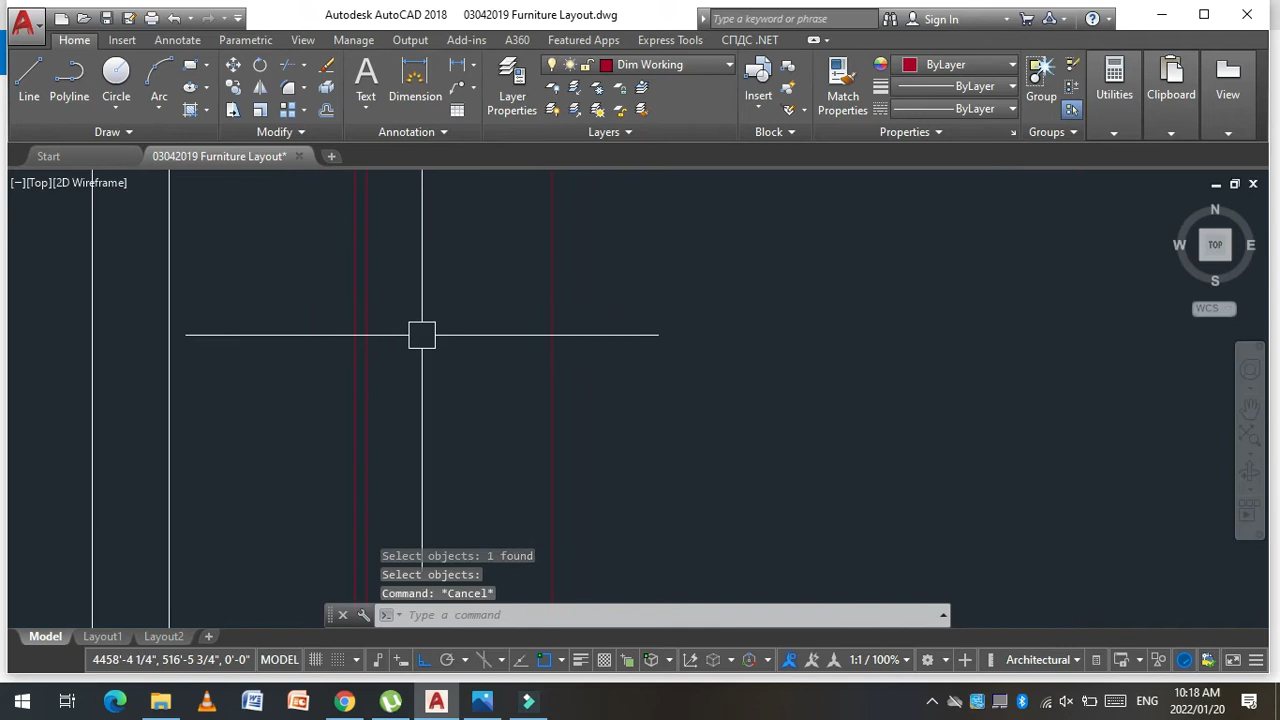 Autodesk AutoCAD 2018 03042019 Furniture Layout.dwg
Type a keyword or phrase
Sign In
Home Insert Annotate Parametric View Manage Output Add-ins A360 Featured Apps Express Tools СПДС .NET
Line Polyline Circle Arc
Text Dimension
Layer Properties
Dim Working
Insert
Match Properties
ByLayer
ByLayer
ByLayer
Group
Utilities Clipboard View
Draw Modify Annotation Layers Block Properties Groups
Start 03042019 Furniture Layout*
[−][Top][2D Wireframe]
N
W TOP E
S
WCS
Select objects: 1 found
Select objects:
Command: *Cancel*
Type a command
Model Layout1 Layout2
4458'-4 1/4", 516'-5 3/4", 0'-0" MODEL 1:1 / 100% Architectural
ENG
10:18 AM
2022/01/20